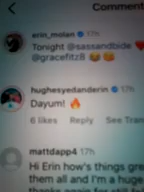 Comment
erin_molan 17h
Tonight @sassandbide ❤️
@gracefitz8 😄😄
hughesyedanderin 17h
Dayum! 🔥
6 likes Reply See Tran
mattdapp4 17h
Hi Erin how's things gre
them all and I'm a huge